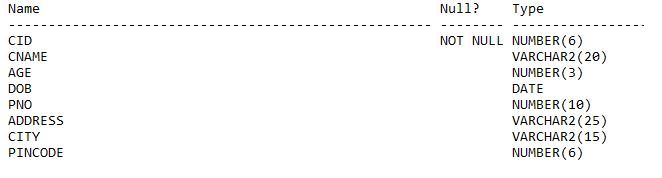 Name Null? Type
----------------------------------------------------- -------- -----------------
CID NOT NULL NUMBER(6)
CNAME VARCHAR2(20)
AGE NUMBER(3)
DOB DATE
PNO NUMBER(10)
ADDRESS VARCHAR2(25)
CITY VARCHAR2(15)
PINCODE NUMBER(6)